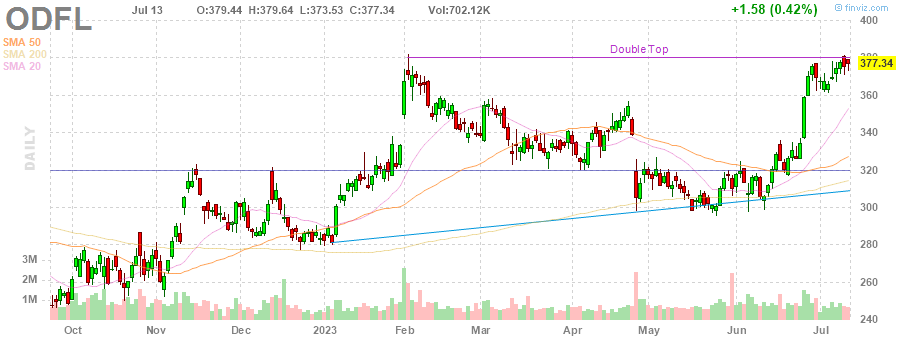 ODFL Jul 13 O:379.44 H:379.64 L:373.53 C:377.34 Vol:702.12K +1.58 (0.42%) finviz.com
SMA 50
SMA 200
SMA 20
Double Top
DAILY
400
380
377.34
360
340
320
300
280
260
240
3M
2M
1M
Oct Nov Dec 2023 Feb Mar Apr May Jun Jul